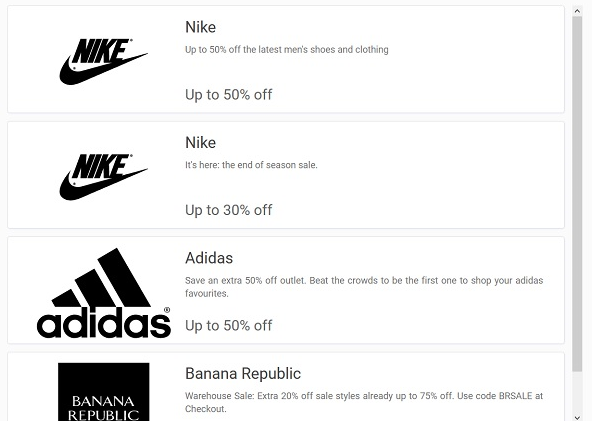 NIKE
Nike
Up to 50% off the latest men's shoes and clothing
Up to 50% off
NIKE
Nike
It's here: the end of season sale.
Up to 30% off
adidas®
Adidas
Save an extra 50% off outlet. Beat the crowds to be the first one to shop your adidas
favourites.
Up to 50% off
BANANA
REPUBLIC
Banana Republic
Warehouse Sale: Extra 20% off sale styles already up to 75% off. Use code BRSALE at
Checkout.